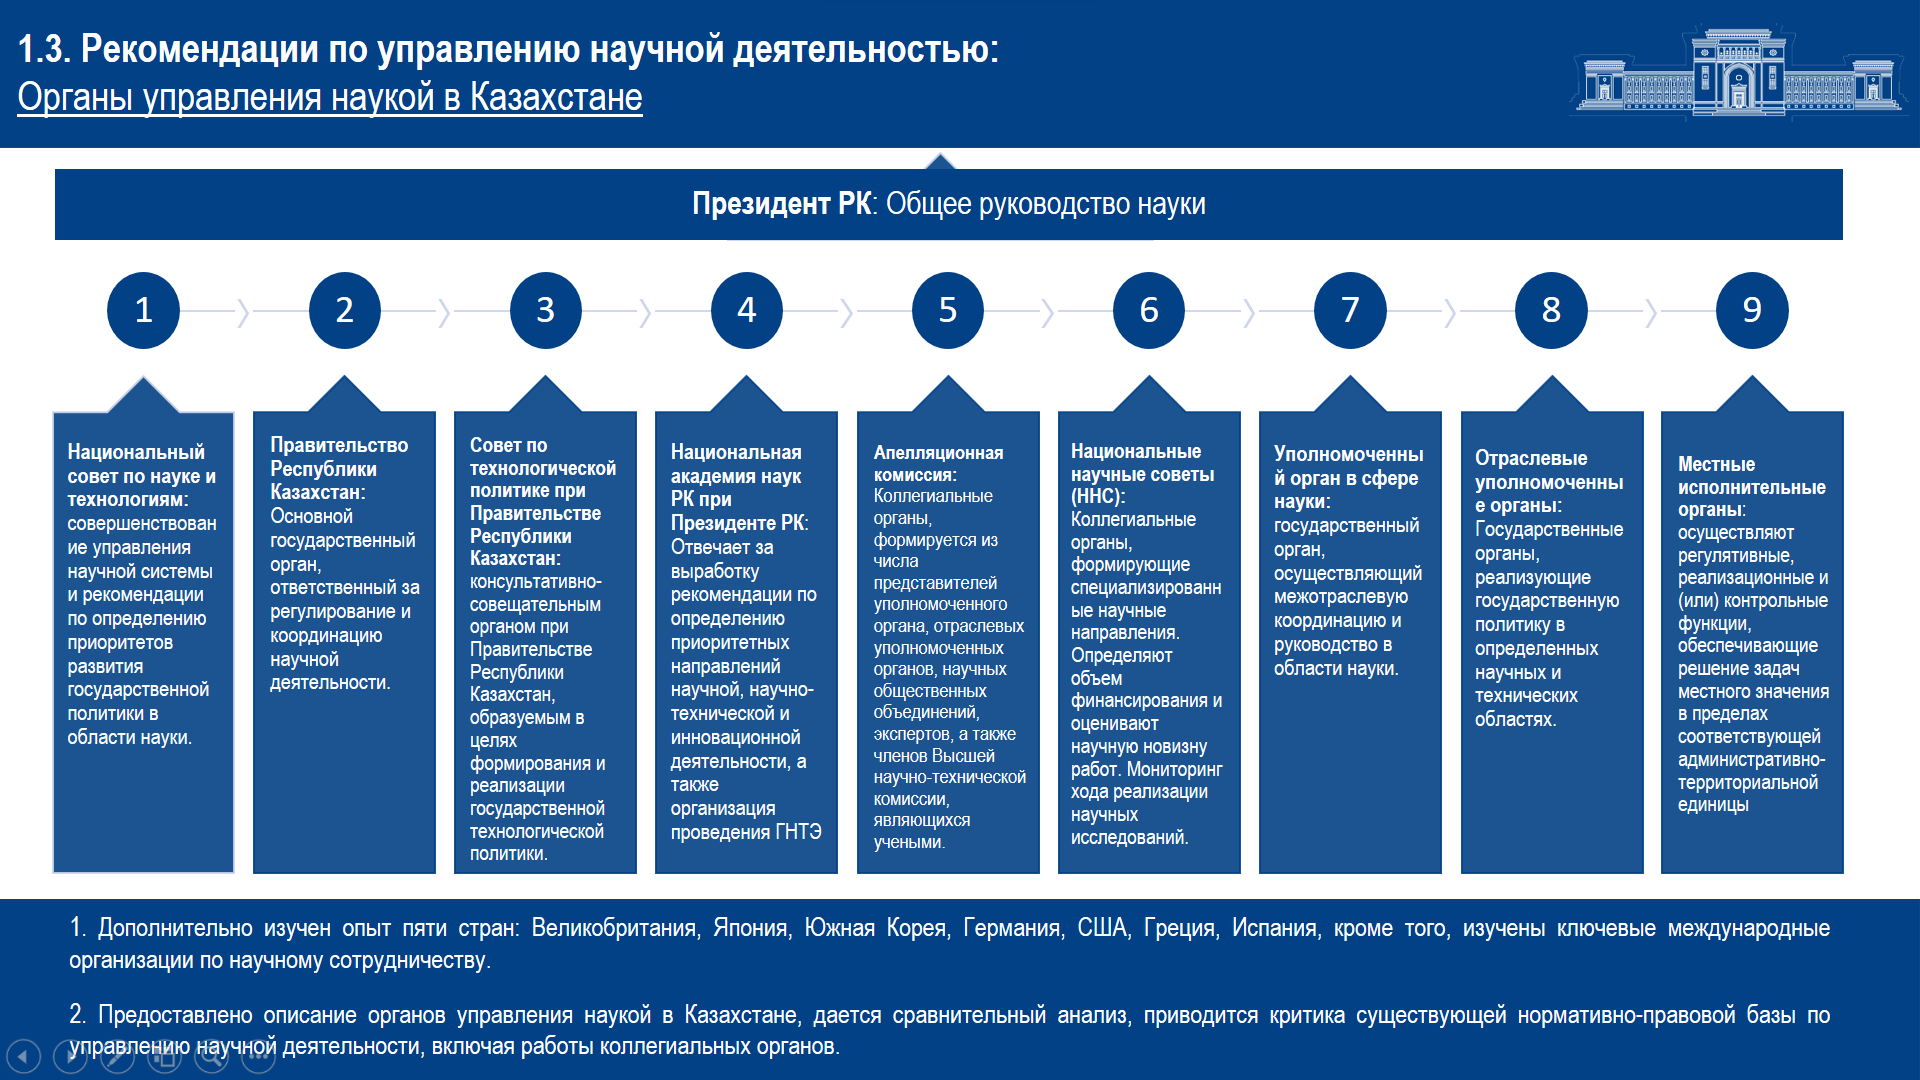 1.3. Рекомендации по управлению научной деятельностью:
Органы управления наукой в Казахстане
Президент РК: Общее руководство науки
1
2
3
4
5
6
7
8
9
Национальный
совет по науке и
технологиям:
совершенствован
ие управления
научной системы
и рекомендации
по определению
приоритетов
развития
государственной
политики в
области науки.
Правительство
Республики
Казахстан:
Основной
государственный
орган,
ответственный за
регулирование и
координацию
научной
деятельности.
Совет по
технологической
политике при
Правительстве
Республики
Казахстан:
консультативно-
совещательным
органом при
Правительстве
Республики
Казахстан,
образуемым в
целях
формирования и
реализации
государственной
технологической
политики.
Национальная
академия наук
РК при
Президенте РК:
Отвечает за
выработку
рекомендации по
определению
приоритетных
направлений
научной, научно-
технической и
инновационной
деятельности, а
также
организация
проведения ГНТЭ
Апелляционная
комиссия:
Коллегиальные
органы,
формируется из
числа
представителей
уполномоченного
органа, отраслевых
уполномоченных
органов, научных
общественных
объединений,
экспертов, а также
членов Высшей
научно-технической
комиссии,
являющихся
учеными.
Национальные
научные советы
(ННС):
Коллегиальные
органы,
формирующие
специализированн
ые научные
направления.
Определяют
объем
финансирования и
оценивают
научную новизну
работ. Мониторинг
хода реализации
научных
исследований.
Уполномоченны
й орган в сфере
науки:
государственный
орган,
осуществляющий
межотраслевую
координацию и
руководство в
области науки.
Отраслевые
уполномоченны
е органы:
Государственные
органы,
реализующие
государственную
политику в
определенных
научных и
технических
областях.
Местные
исполнительные
органы:
осуществляют
регулятивные,
реализационные и
(или) контрольные
функции,
обеспечивающие
решение задач
местного значения
в пределах
соответствующей
административно-
территориальной
единицы
1. Дополнительно изучен опыт пяти стран: Великобритания, Япония, Южная Корея, Германия, США, Греция, Испания, кроме того, изучены ключевые международные
организации по научному сотрудничеству.
2. Предоставлено описание органов управления наукой в Казахстане, дается сравнительный анализ, приводится критика существующей нормативно-правовой базы по
управлению научной деятельности, включая работы коллегиальных органов.